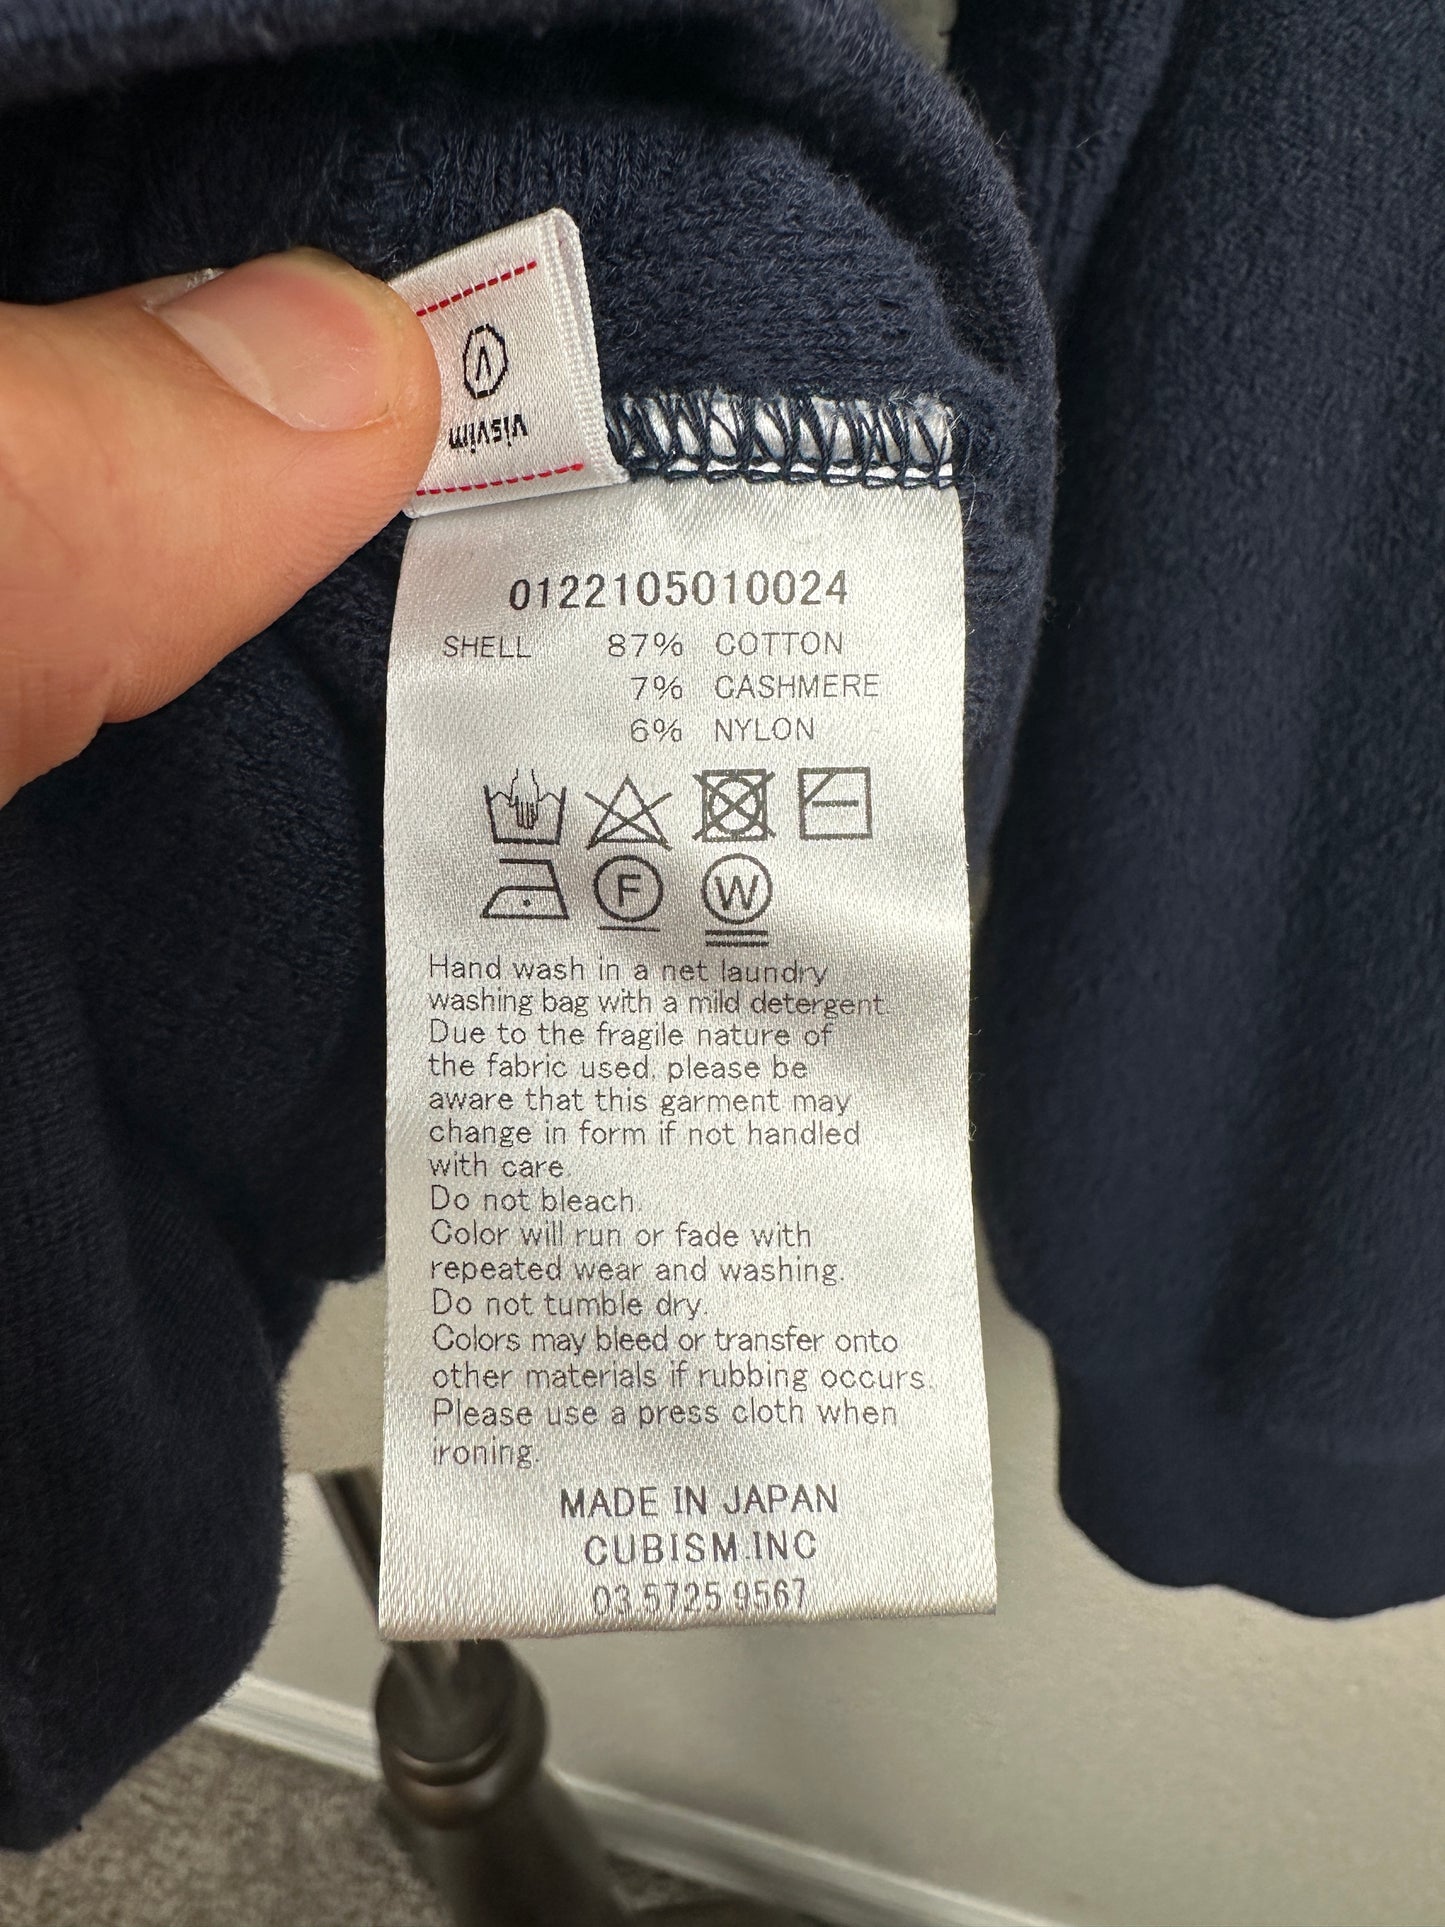 V
visvim
0122105010024
SHELL 87% COTTON
7% CASHMERE
6% NYLON
F W
Hand wash in a net laundry
washing bag with a mild detergent.
Due to the fragile nature of
the fabric used, please be
aware that this garment may
change in form if not handled
with care.
Do not bleach.
Color will run or fade with
repeated wear and washing.
Do not tumble dry.
Colors may bleed or transfer onto
other materials if rubbing occurs.
Please use a press cloth when
ironing.
MADE IN JAPAN
CUBISM.INC
03.5725.9567